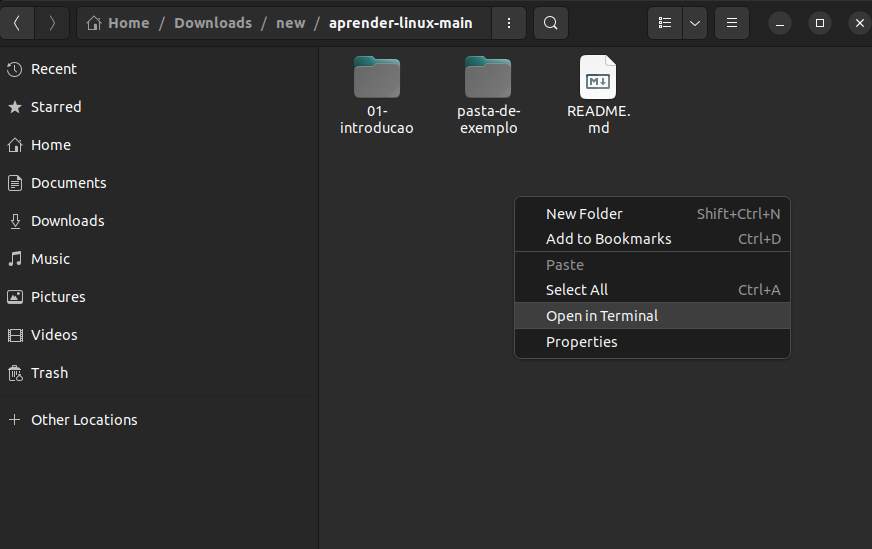 Home / Downloads / new / aprender-linux-main
Recent
Starred
Home
Documents
Downloads
Music
Pictures
Videos
Trash
Other Locations
01-
introducao
pasta-de-
exemplo
M
README.
md
New Folder Shift+Ctrl+N
Add to Bookmarks Ctrl+D
Paste
Select All Ctrl+A
Open in Terminal
Properties